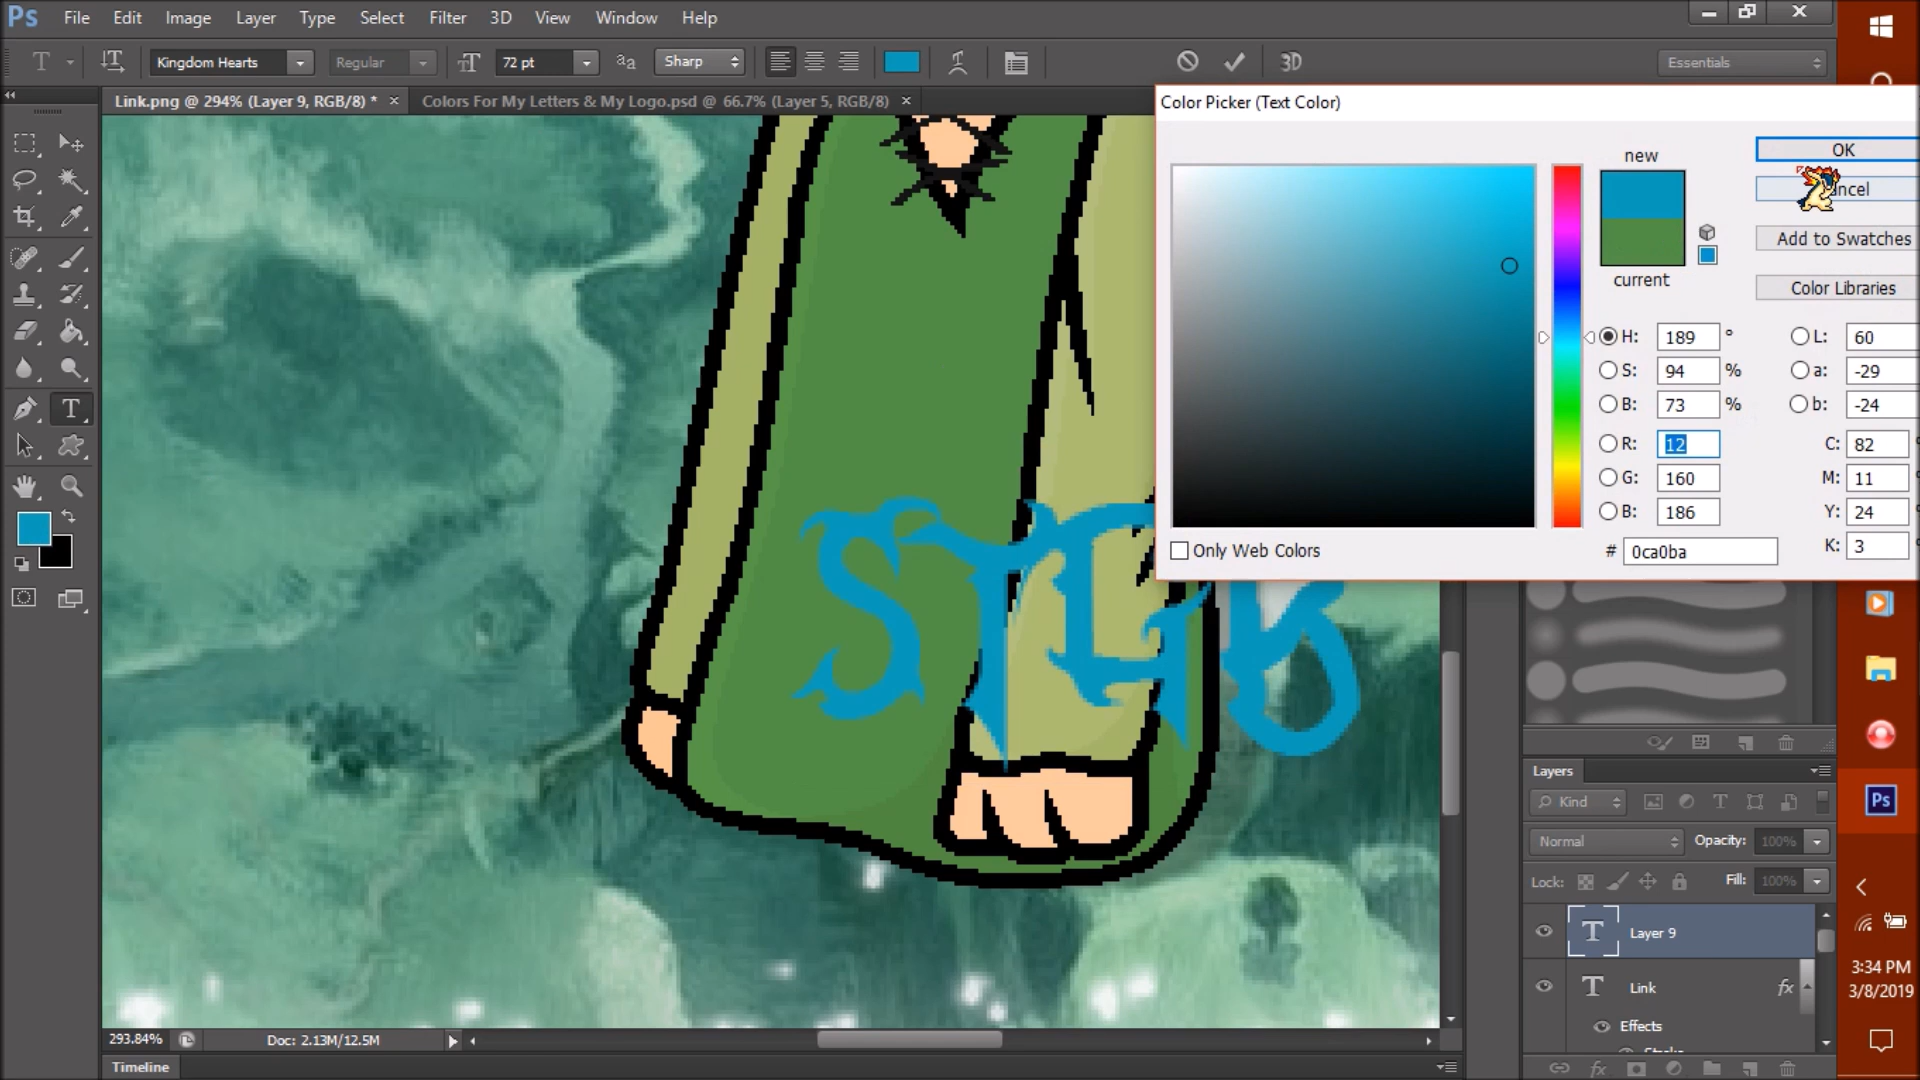 Ps File Edit Image Layer Type Select Filter 3D View Window Help
T Kingdom Hearts Regular 72 pt aa Sharp 3D Essentials
Link.png @ 294% (Layer 9, RGB/8) * × Colors For My Letters & My Logo.psd @ 66.7% (Layer 5, RGB/8) ×
Color Picker (Text Color)
new
OK
Cancel
Add to Swatches
current
Color Libraries
H: 189 ° L: 60
S: 94 % a: -29
B: 73 % b: -24
R: 12 C: 82
G: 160 M: 11
B: 186 Y: 24
# 0ca0ba K: 3
Only Web Colors
STGB
Layers
Kind
Normal Opacity: 100%
Lock: Fill: 100%
Layer 9
Link fx
Effects
Stroke
293.84% Doc: 2.13M/12.5M
Timeline
Ps
3:34 PM
3/8/2019